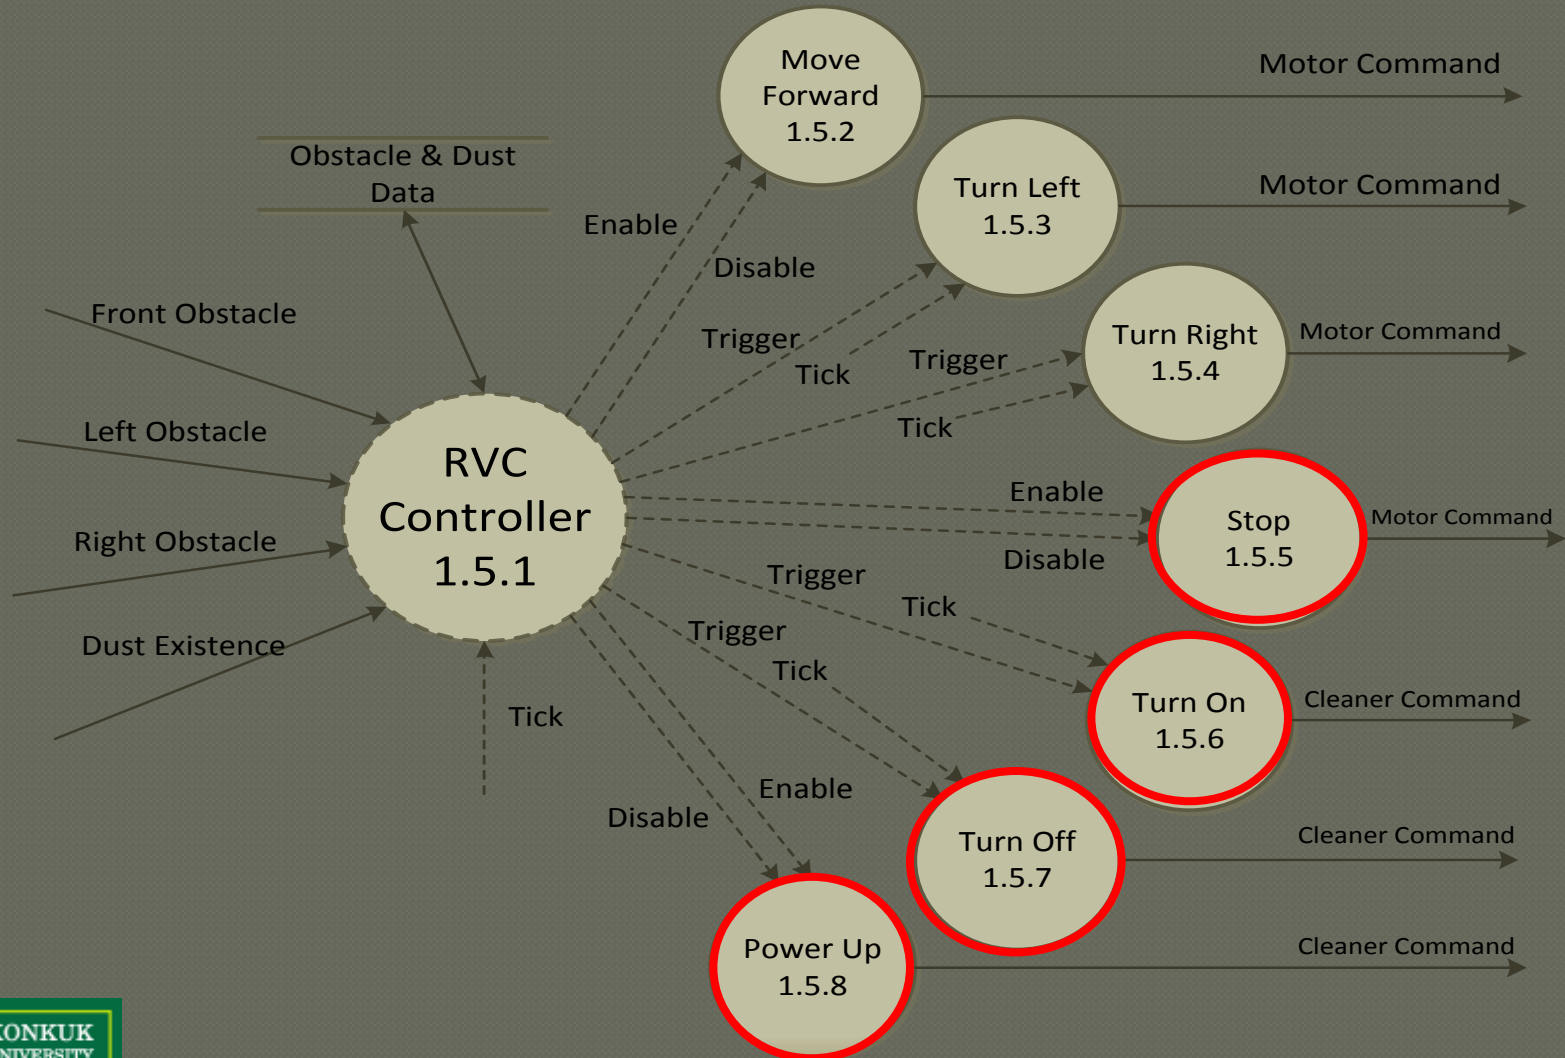 Move
Forward
1.5.2
Motor Command
Obstacle & Dust
Data
Turn Left
1.5.3
Motor Command
Enable
Disable
Front Obstacle
Trigger
Tick
Trigger
Turn Right
1.5.4
Motor Command
Left Obstacle
Tick
RVC
Controller
1.5.1
Enable
Disable
Stop
1.5.5
Motor Command
Right Obstacle
Trigger
Tick
Dust Existence
Trigger
Tick
Tick
Turn On
1.5.6
Cleaner Command
Disable
Enable
Turn Off
1.5.7
Cleaner Command
Power Up
1.5.8
Cleaner Command
KONKUK
UNIVERSITY